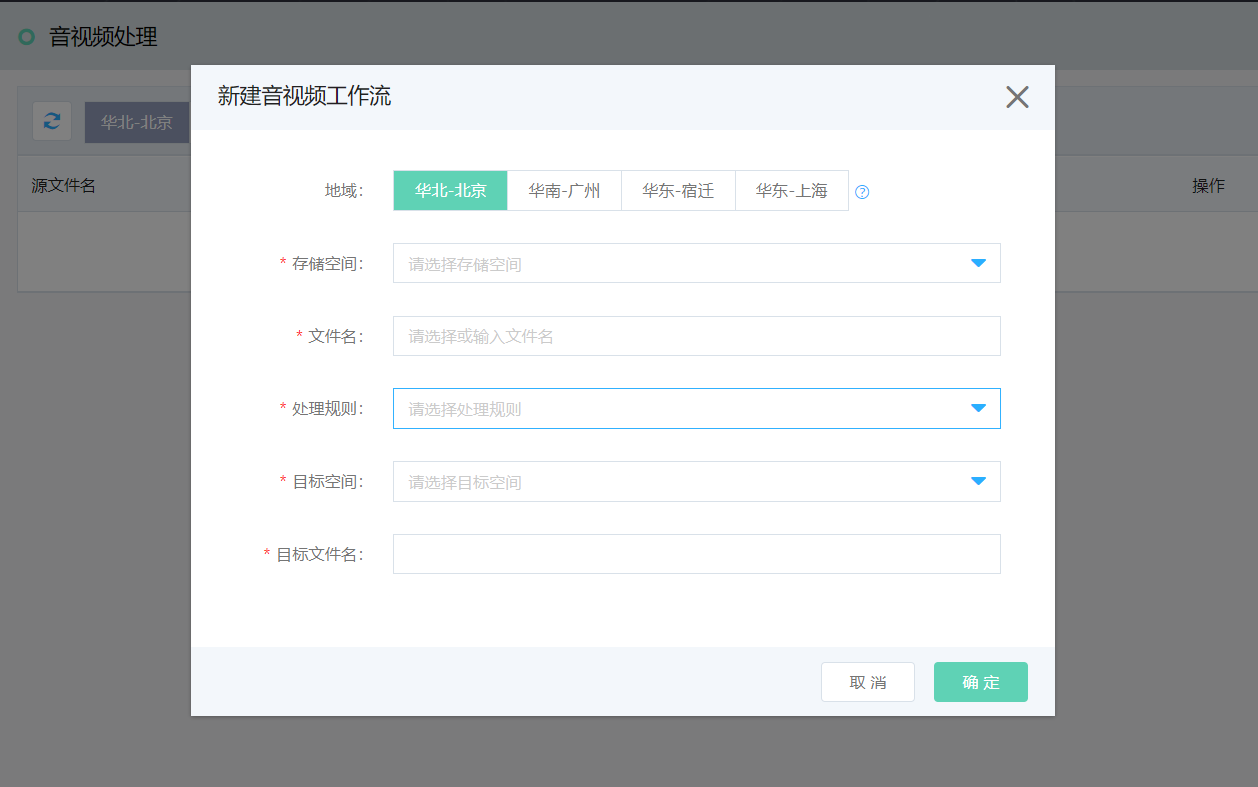 音视频处理
新建音视频工作流
华北-北京
源文件名
操作
地域：
华北-北京 华南-广州 华东-宿迁 华东-上海 ?
* 存储空间： 请选择存储空间
* 文件名： 请选择或输入文件名
* 处理规则： 请选择处理规则
* 目标空间： 请选择目标空间
* 目标文件名：
取 消 确 定